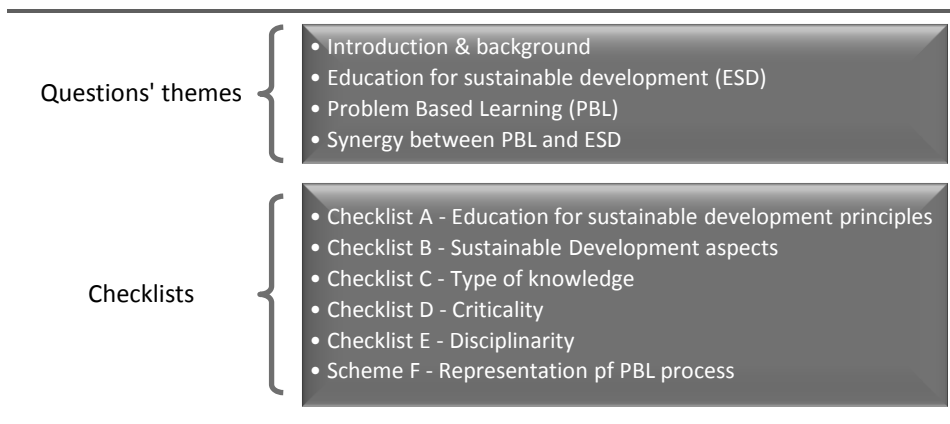 Questions' themes
• Introduction & background
• Education for sustainable development (ESD)
• Problem Based Learning (PBL)
• Synergy between PBL and ESD
Checklists
• Checklist A - Education for sustainable development principles
• Checklist B - Sustainable Development aspects
• Checklist C - Type of knowledge
• Checklist D - Criticality
• Checklist E - Disciplinarity
• Scheme F - Representation pf PBL process